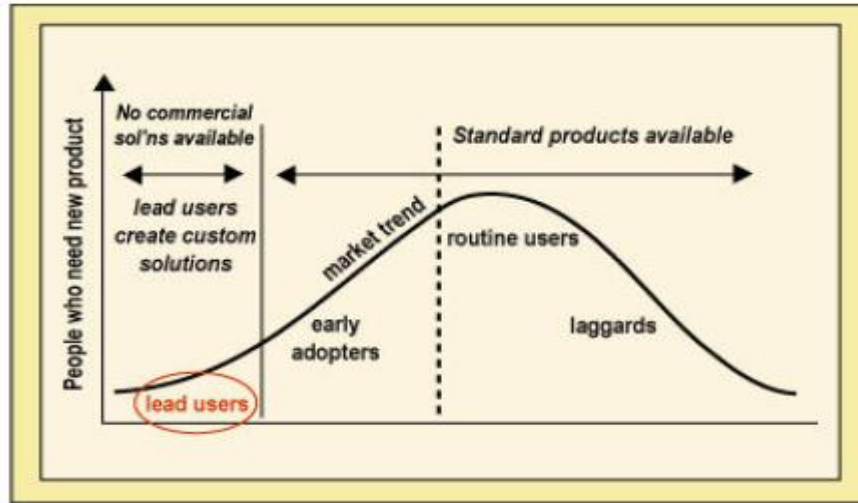 No commercial
sol'ns available
Standard products available
People who need new product
lead users
create custom
solutions
market trend
routine users
early
adopters
laggards
lead users